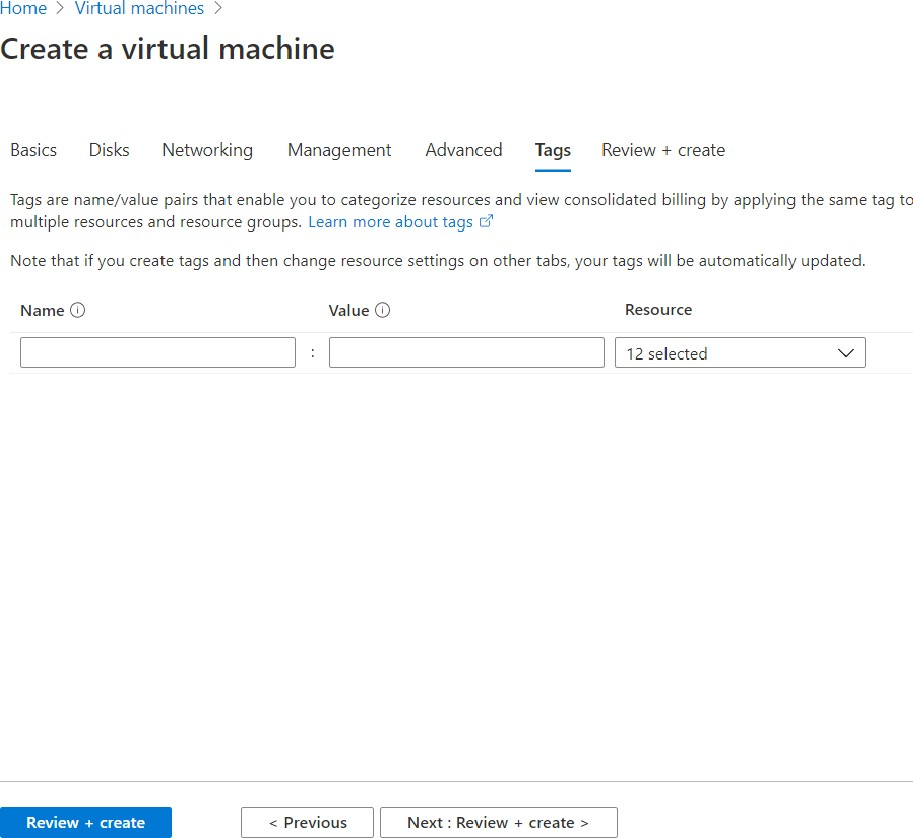 Home > Virtual machines >
Create a virtual machine
Basics Disks Networking Management Advanced Tags Review + create
Tags are name/value pairs that enable you to categorize resources and view consolidated billing by applying the same tag to
multiple resources and resource groups. Learn more about tags
Note that if you create tags and then change resource settings on other tabs, your tags will be automatically updated.
Name Value Resource
: 12 selected
Review + create < Previous Next : Review + create >